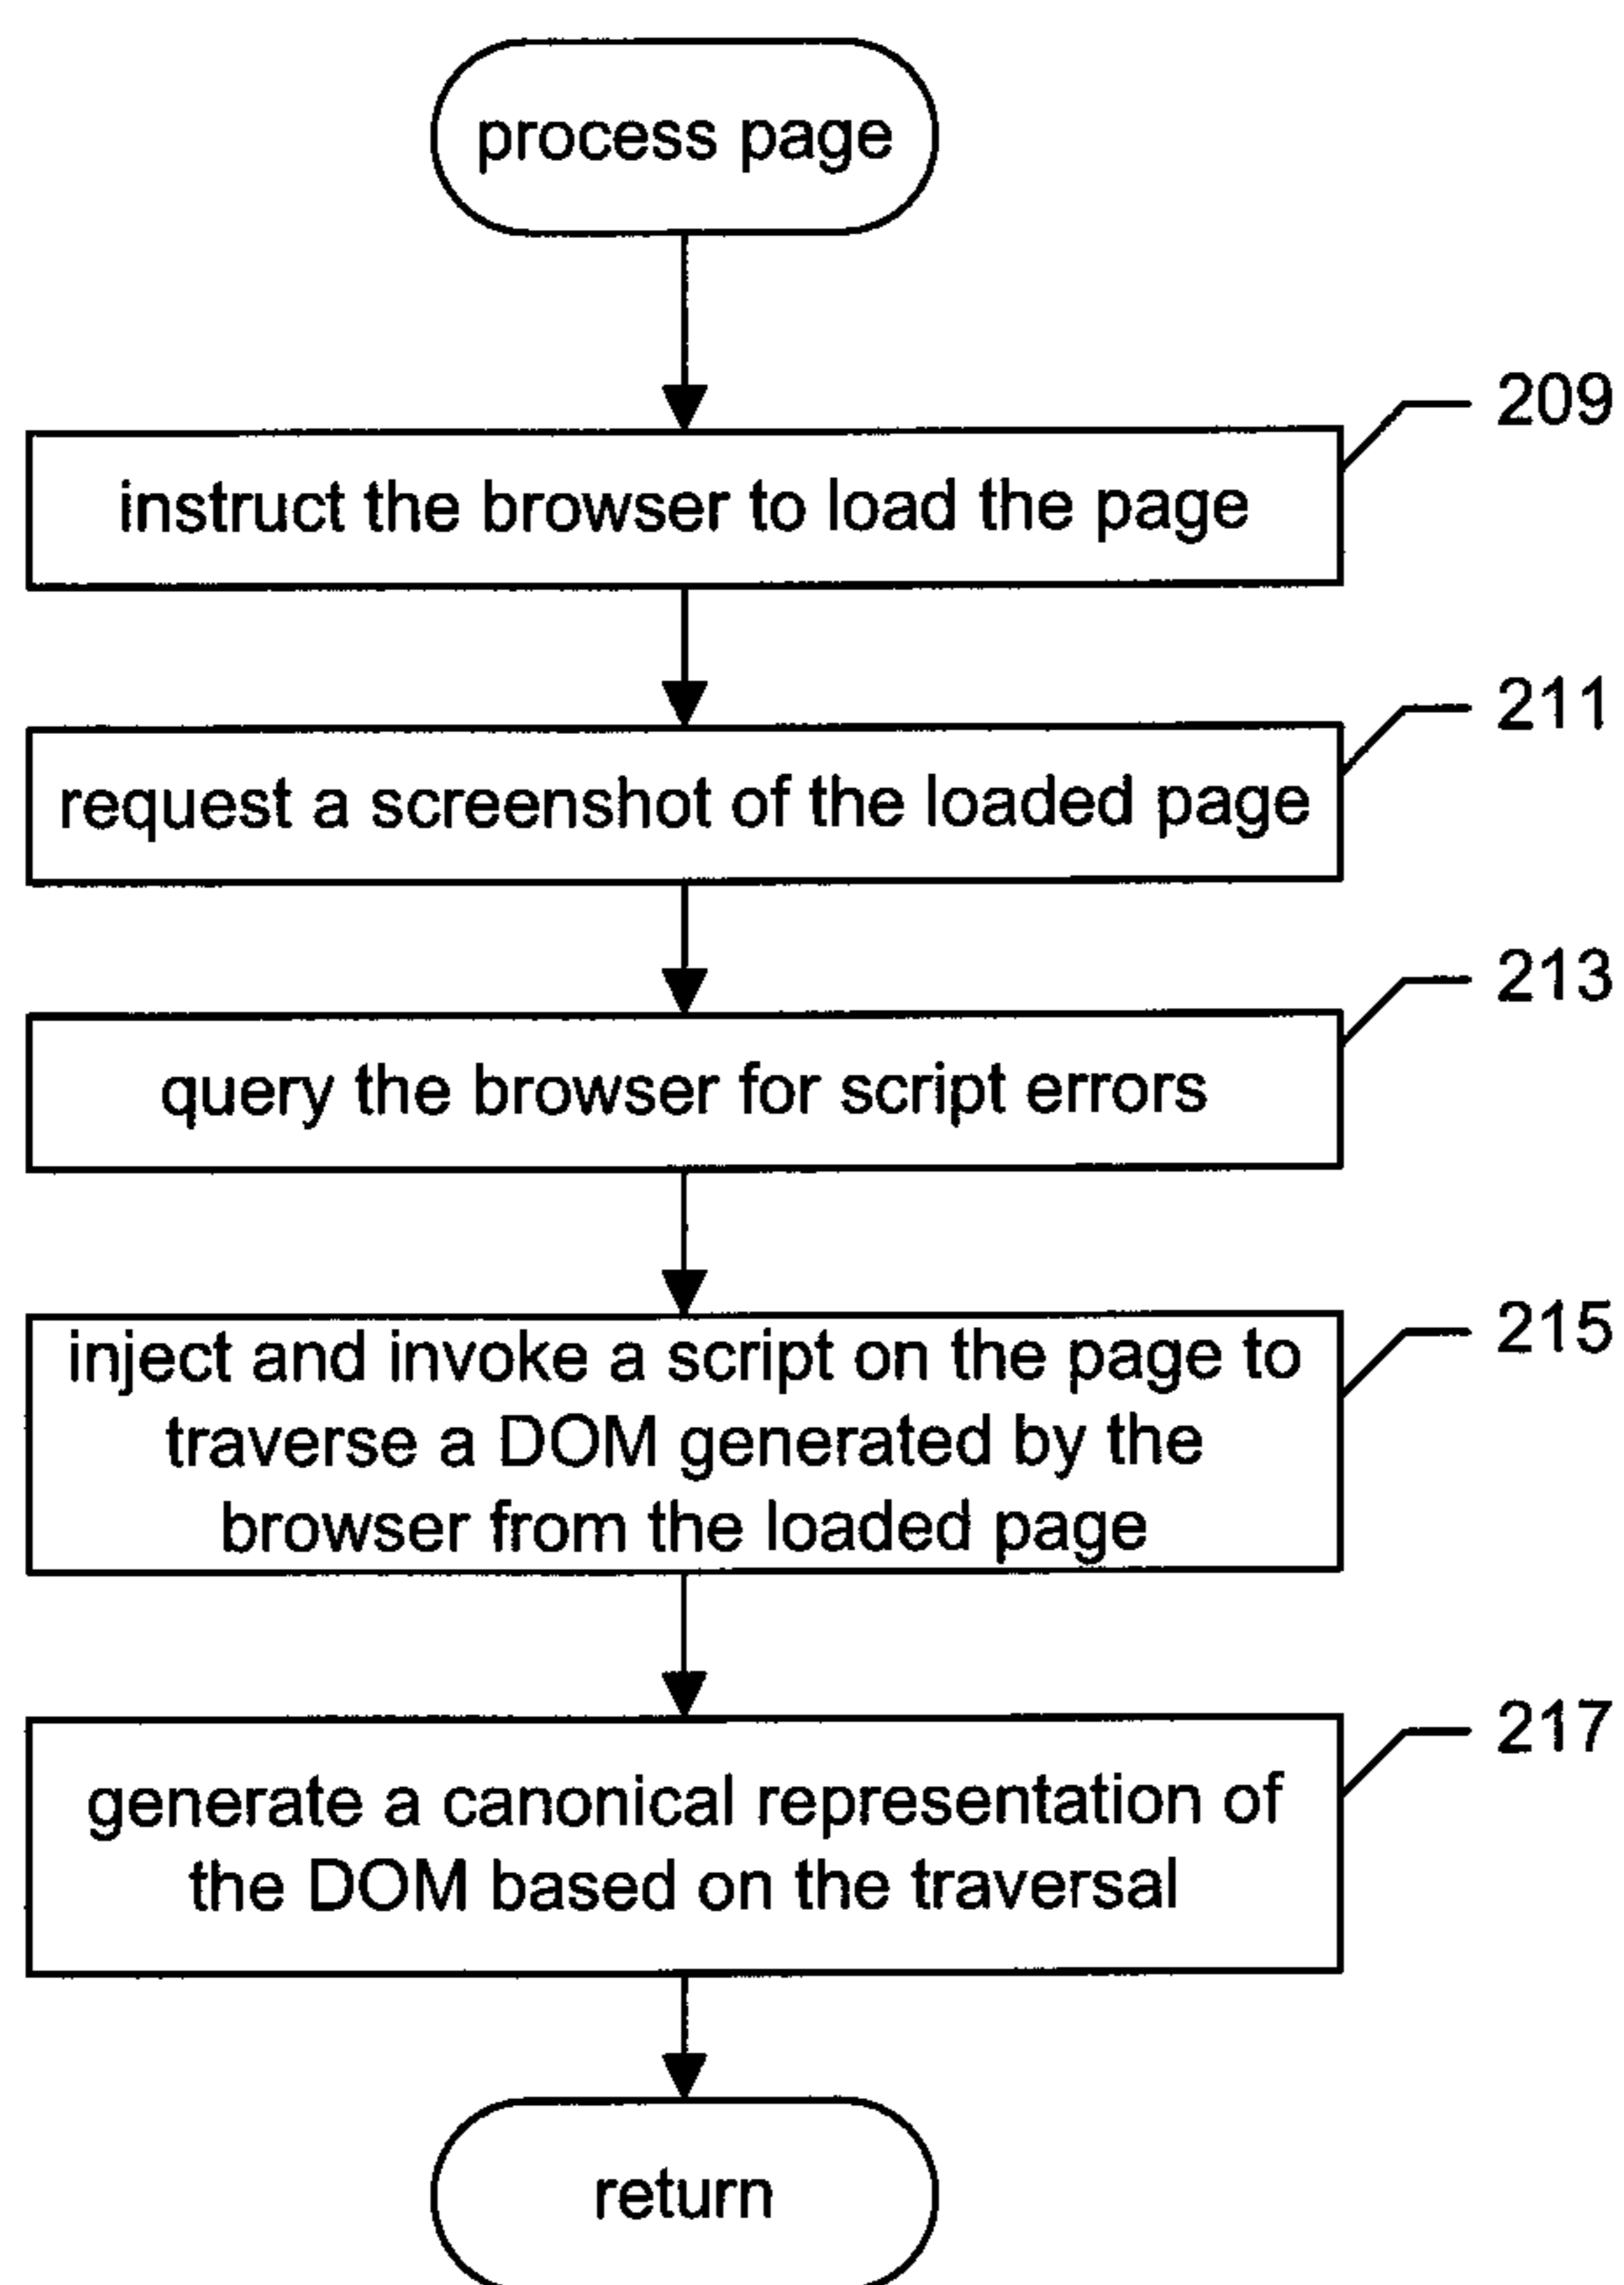 process page
209
instruct the browser to load the page
211
request a screenshot of the loaded page
213
query the browser for script errors
215
inject and invoke a script on the page to
traverse a DOM generated by the
browser from the loaded page
217
generate a canonical representation of
the DOM based on the traversal
return